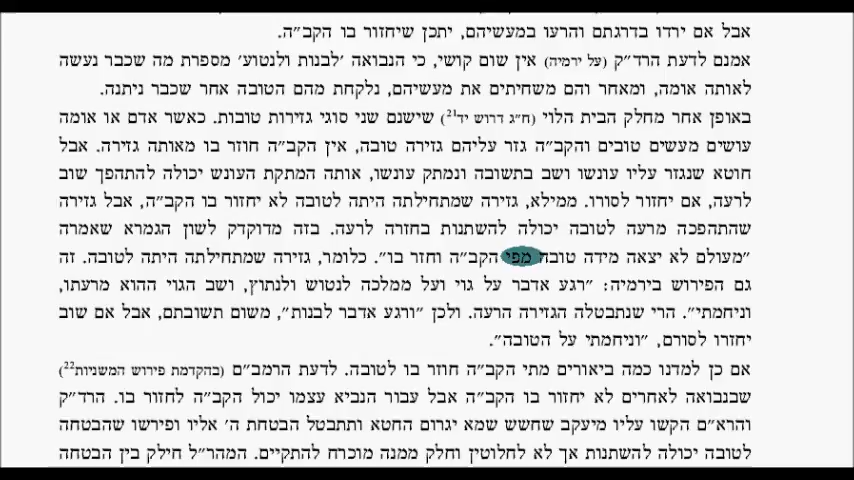 אבל אם ירדו בדרגתם והרעו במעשיהם, יתכן שיחזור בו הקב״ה.
אמנם לדעת הרד״ק (על ירמיה) אין שום קושי, כי הנבואה ׳לבנות ולנטוע׳ מספרת מה שכבר נעשה
לאותה אומה, ומאחר והם משחיתים את מעשיהם, נלקחת מהם הטובה אחר שכבר ניתנה.
באופן אחר מחלק הבית הלוי (ח״ג דרוש יד21) שישנם שני סוגי גזירות טובות. כאשר אדם או אומה
עושים מעשים טובים והקב״ה גזר עליהם גזירה טובה, אין הקב״ה חוזר בו מאותה גזירה. אבל
חוטא שנגזר עליו עונשו ושב בתשובה ונמתק עונשו, אותה המתקת העונש יכולה להתהפך שוב
לרעה, אם יחזור לסורו. ממילא, גזירה שמתחילתה היתה לטובה לא יחזור בו הקב״ה, אבל גזירה
שהתהפכה מרעה לטובה יכולה להשתנות בחזרה לרעה. בזה מדוקדק לשון הגמרא שאמרה
״מעולם לא יצאה מידה טובה מפי הקב״ה וחזר בו״. כלומר, גזירה שמתחילתה היתה לטובה. זה
גם הפירוש בירמיה: ״רגע אדבר על גוי ועל ממלכה לנטוש ולנתוץ, ושב הגוי ההוא מרעתו,
וניחמתי״. הרי שנתבטלה הגזירה הרעה. ולכן ״ורגע אדבר לבנות״, משום תשובתם, אבל אם שוב
יחזרו לסורם, ״וניחמתי על הטובה״.
אם כן למדנו כמה ביאורים מתי הקב״ה חוזר בו לטובה. לדעת הרמב״ם (בהקדמת פירוש המשניות22)
שבנבואה לאחרים לא יחזור בו הקב״ה אבל עבור הנביא עצמו יכול הקב״ה לחזור בו. הרד״ק
והרא״ם הקשו עליו מיעקב שחשש שמא יגרום החטא ותתבטל הבטחת ה׳ אליו ופירשו שהבטחה
לטובה יכולה להשתנות אך לא לחלוטין וחלק ממנה מוכרח להתקיים. המהר״ל חילק בין הבטחה